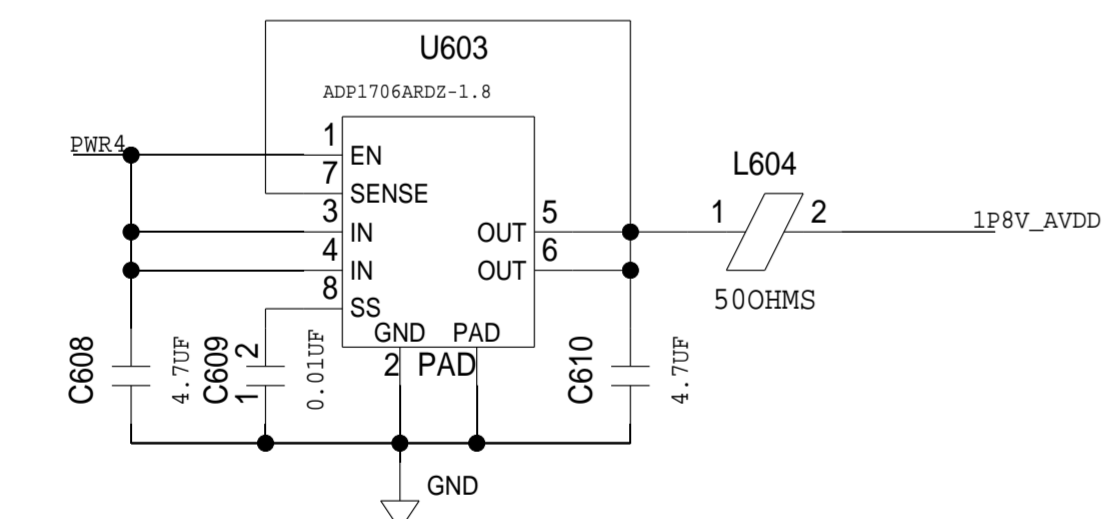 U603
ADP1706ARDZ-1.8
PWR4
1
EN
7
SENSE
3
IN
4
IN
8
SS
OUT
5
OUT
6
GND
PAD
2
PAD
L604
1
2
50OHMS
1P8V_AVDD
C608
4.7UF
C609
2
1
0.01UF
C610
4.7UF
GND